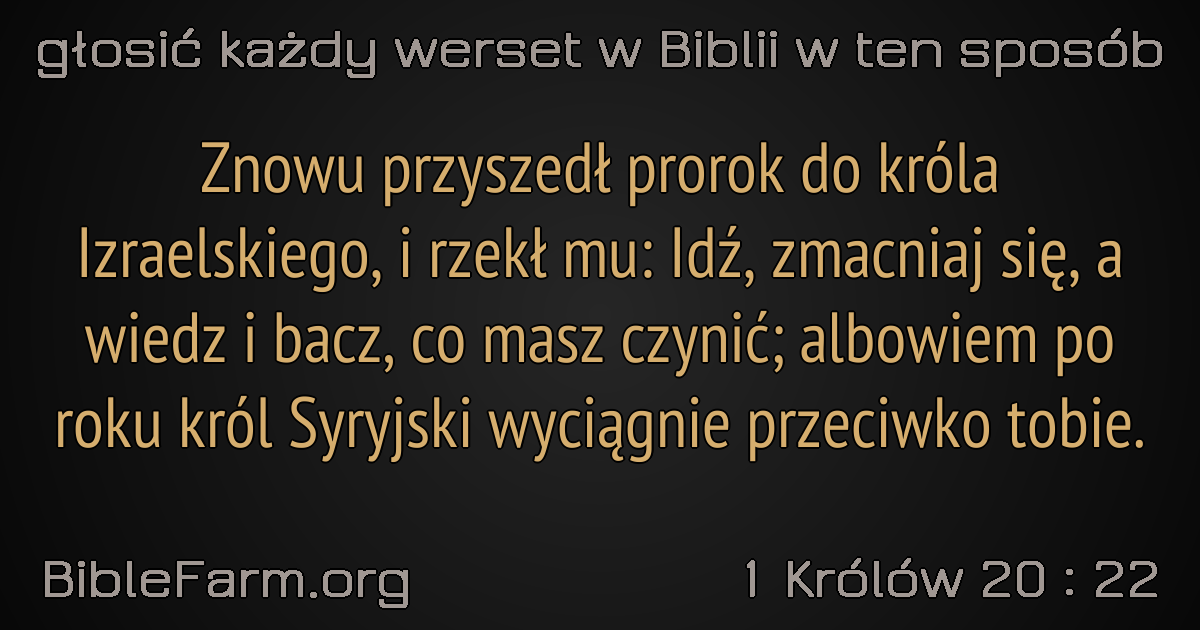 głosić każdy werset w Biblii w ten sposób
Znowu przyszedł prorok do króla
Izraelskiego, i rzekł mu: Idź, zmacniaj się, a
wiedz i bacz, co masz czynić; albowiem po
roku król Syryjski wyciągnie przeciwko tobie.
BibleFarm.org
1 Królów 20 : 22